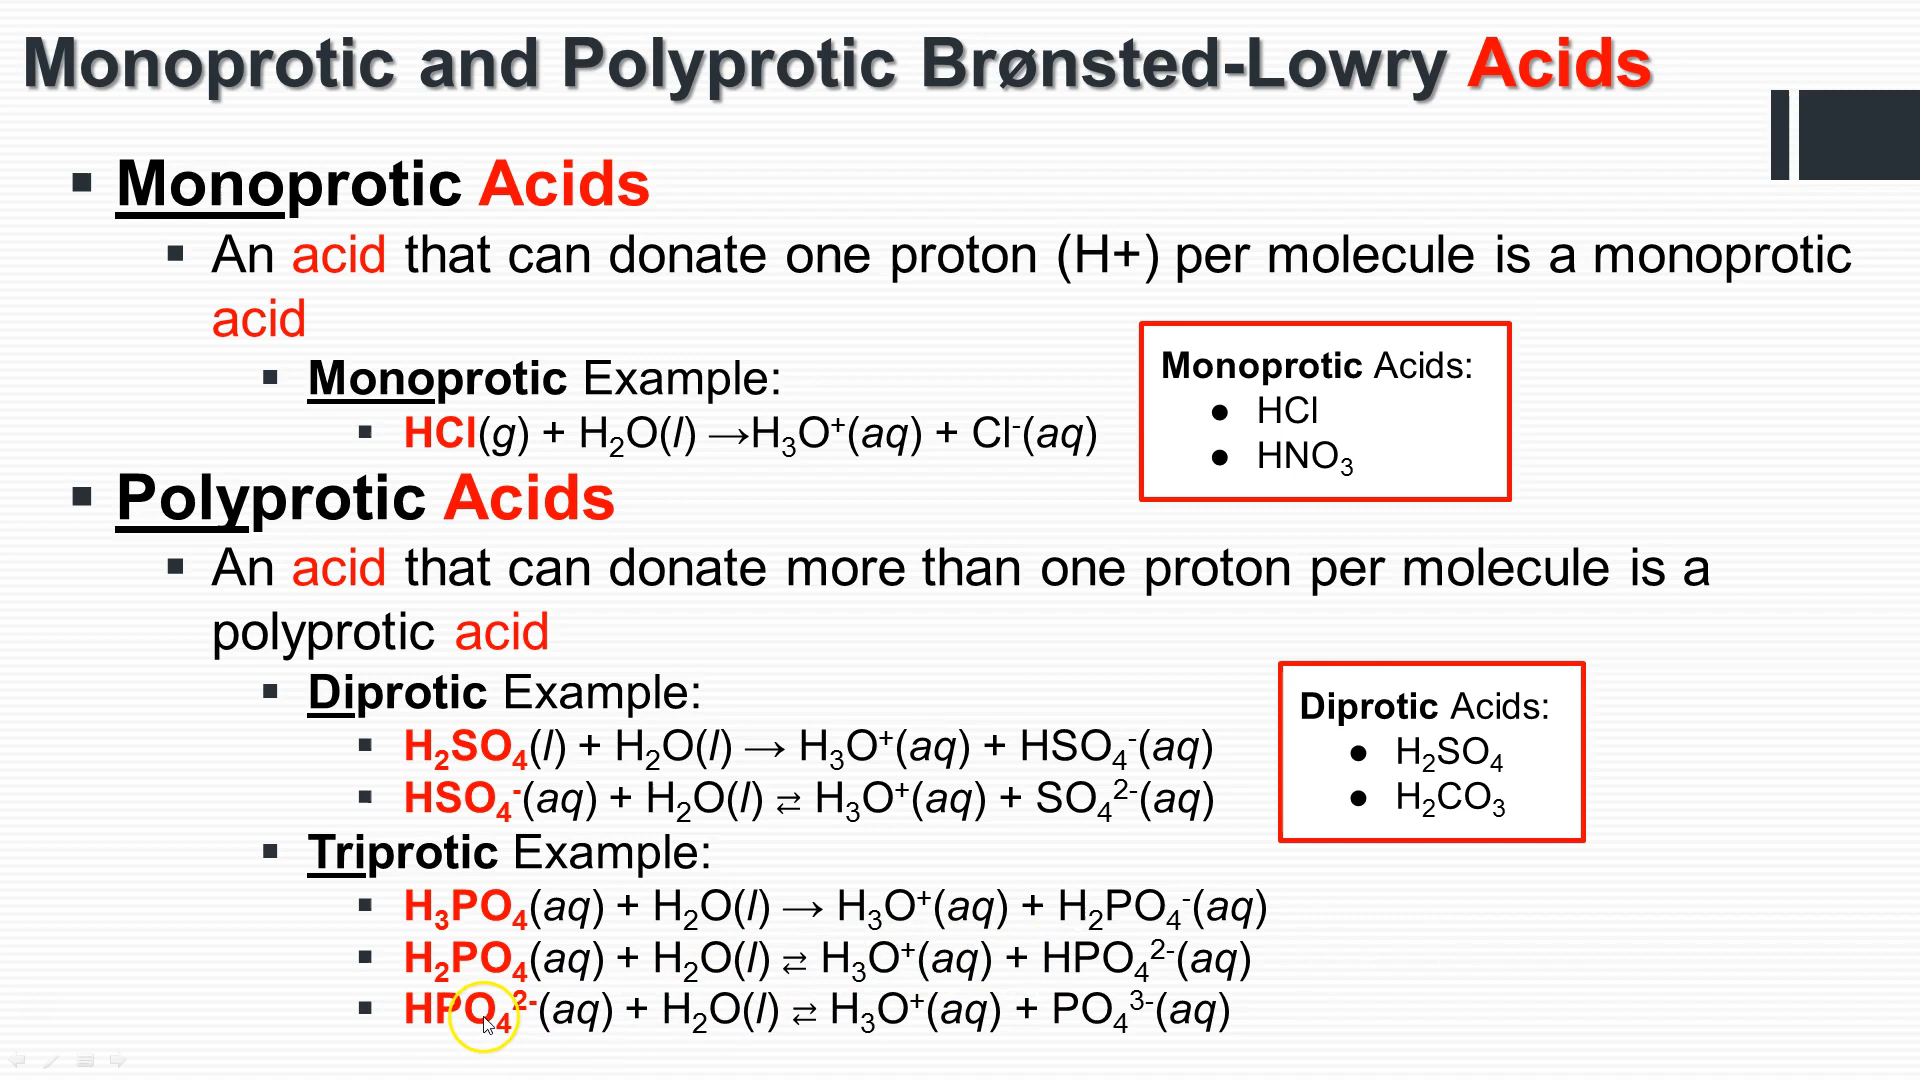 Monoprotic and Polyprotic Brønsted-Lowry Acids
▪ Monoprotic Acids
▪ An acid that can donate one proton (H+) per molecule is a monoprotic
acid
▪ Monoprotic Example:
▪ HCl(g) + H₂O(l) →H₃O⁺(aq) + Cl⁻(aq)
Monoprotic Acids:
● HCl
● HNO₃
▪ Polyprotic Acids
▪ An acid that can donate more than one proton per molecule is a
polyprotic acid
▪ Diprotic Example:
▪ H₂SO₄(l) + H₂O(l) → H₃O⁺(aq) + HSO₄⁻(aq)
▪ HSO₄⁻(aq) + H₂O(l) ⇄ H₃O⁺(aq) + SO₄²⁻(aq)
Diprotic Acids:
● H₂SO₄
● H₂CO₃
▪ Triprotic Example:
▪ H₃PO₄(aq) + H₂O(l) → H₃O⁺(aq) + H₂PO₄⁻(aq)
▪ H₂PO₄(aq) + H₂O(l) ⇄ H₃O⁺(aq) + HPO₄²⁻(aq)
▪ HPO₄²⁻(aq) + H₂O(l) ⇄ H₃O⁺(aq) + PO₄³⁻(aq)